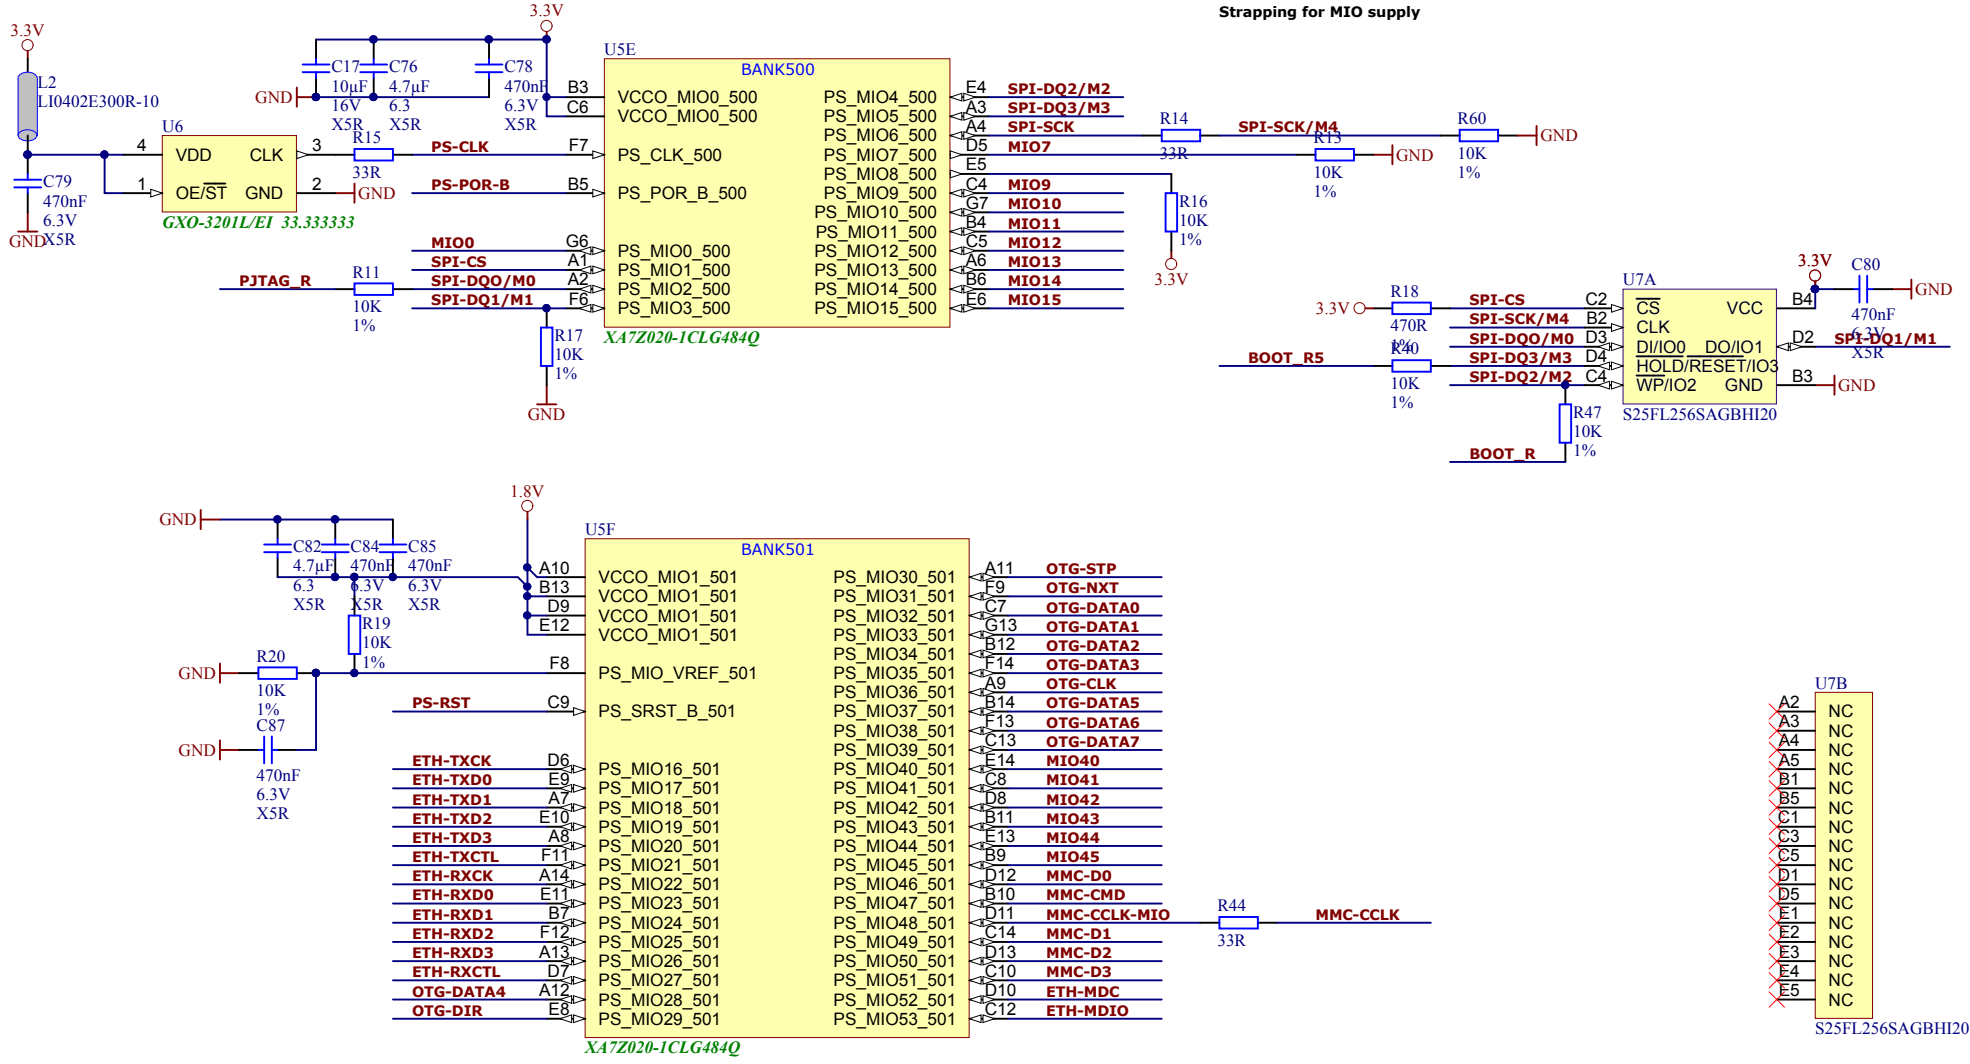 Strapping for MIO supply
3.3V
L2
LI0402E300R-10
C79
470nF
6.3V
X5R
GND
U6
4
VDD
CLK
3
1
OE/ST
GND
2
GND
GXO-3201L/EI 33.333333
R15
33R
PS-CLK
PS-POR-B
3.3V
C17
10µF
16V
X5R
C76
4.7µF
6.3
X5R
C78
470nF
6.3V
X5R
GND
U5E
BANK500
B3
VCCO_MIO0_500
C6
VCCO_MIO0_500
F7
PS_CLK_500
B5
PS_POR_B_500
MIO0
G6
PS_MIO0_500
SPI-CS
A1
PS_MIO1_500
PJTAG_R
R11
10K
1%
SPI-DQO/M0
A2
PS_MIO2_500
SPI-DQ1/M1
F6
PS_MIO3_500
R17
10K
1%
GND
PS_MIO4_500
E4
SPI-DQ2/M2
PS_MIO5_500
A3
SPI-DQ3/M3
PS_MIO6_500
A4
SPI-SCK
PS_MIO7_500
D5
MIO7
PS_MIO8_500
E5
PS_MIO9_500
C4
MIO9
PS_MIO10_500
G7
MIO10
PS_MIO11_500
B4
MIO11
PS_MIO12_500
C5
MIO12
PS_MIO13_500
A6
MIO13
PS_MIO14_500
B6
MIO14
PS_MIO15_500
E6
MIO15
XA7Z020-1CLG484Q
R14
33R
SPI-SCK/M4
R60
10K
1%
GND
R13
10K
1%
GND
R16
10K
1%
3.3V
3.3V
R18
470R
1%
SPI-CS
SPI-SCK/M4
SPI-DQO/M0
BOOT_R5
R40
10K
1%
SPI-DQ3/M3
SPI-DQ2/M2
R47
10K
1%
BOOT_R
U7A
C2
CS
B2
CLK
D3
DI/IO0
D4
HOLD/RESET/IO3
C4
WP/IO2
VCC
B4
DO/IO1
D2
SPI-DQ1/M1
GND
B3
GND
S25FL256SAGBHI20
3.3V
C80
470nF
6.3V
X5R
GND
GND
C82
4.7µF
6.3
X5R
C84
470nF
6.3V
X5R
C85
470nF
6.3V
X5R
1.8V
R19
10K
1%
GND
R20
10K
1%
GND
C87
470nF
6.3V
X5R
U5F
BANK501
A10
VCCO_MIO1_501
B13
VCCO_MIO1_501
D9
VCCO_MIO1_501
E12
VCCO_MIO1_501
F8
PS_MIO_VREF_501
PS-RST
C9
PS_SRST_B_501
ETH-TXCK
D6
PS_MIO16_501
ETH-TXD0
E9
PS_MIO17_501
ETH-TXD1
A7
PS_MIO18_501
ETH-TXD2
E10
PS_MIO19_501
ETH-TXD3
A8
PS_MIO20_501
ETH-TXCTL
F11
PS_MIO21_501
ETH-RXCK
A14
PS_MIO22_501
ETH-RXD0
E11
PS_MIO23_501
ETH-RXD1
B7
PS_MIO24_501
ETH-RXD2
F12
PS_MIO25_501
ETH-RXD3
A13
PS_MIO26_501
ETH-RXCTL
D7
PS_MIO27_501
OTG-DATA4
A12
PS_MIO28_501
OTG-DIR
E8
PS_MIO29_501
PS_MIO30_501
A11
OTG-STP
PS_MIO31_501
F9
OTG-NXT
PS_MIO32_501
C7
OTG-DATA0
PS_MIO33_501
G13
OTG-DATA1
PS_MIO34_501
B12
OTG-DATA2
PS_MIO35_501
F14
OTG-DATA3
PS_MIO36_501
A9
OTG-CLK
PS_MIO37_501
B14
OTG-DATA5
PS_MIO38_501
F13
OTG-DATA6
PS_MIO39_501
C13
OTG-DATA7
PS_MIO40_501
E14
MIO40
PS_MIO41_501
C8
MIO41
PS_MIO42_501
D8
MIO42
PS_MIO43_501
B11
MIO43
PS_MIO44_501
E13
MIO44
PS_MIO45_501
B9
MIO45
PS_MIO46_501
D12
MMC-D0
PS_MIO47_501
B10
MMC-CMD
PS_MIO48_501
D11
MMC-CCLK-MIO
R44
33R
MMC-CCLK
PS_MIO49_501
C14
MMC-D1
PS_MIO50_501
D13
MMC-D2
PS_MIO51_501
C10
MMC-D3
PS_MIO52_501
D10
ETH-MDC
PS_MIO53_501
C12
ETH-MDIO
XA7Z020-1CLG484Q
U7B
A2
NC
A3
NC
A4
NC
A5
NC
B1
NC
B5
NC
C1
NC
C3
NC
C5
NC
D1
NC
D5
NC
E1
NC
E2
NC
E3
NC
E4
NC
E5
NC
S25FL256SAGBHI20